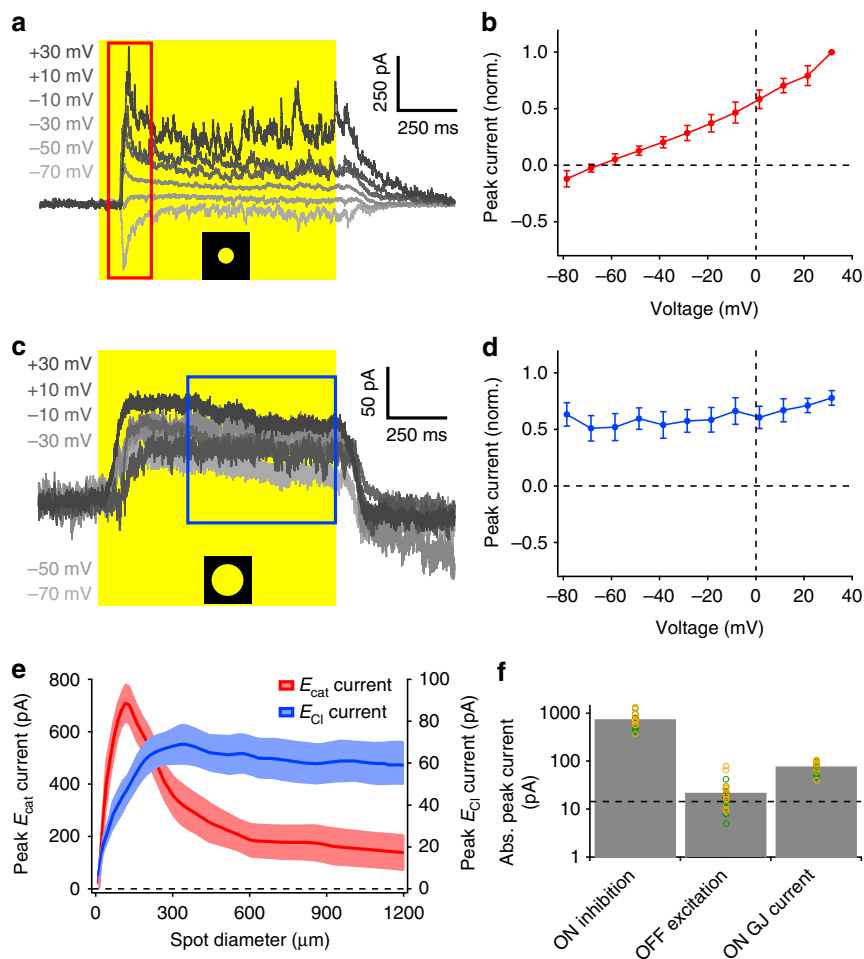 a
+30 mV
+10 mV
−10 mV
−30 mV
−50 mV
−70 mV
250 pA
250 ms
b
Peak current (norm.)
1.0
0.5
0.0
−0.5
−80 −60 −40 −20 0 20 40
Voltage (mV)
c
+30 mV
+10 mV
−10 mV
−30 mV
−50 mV
−70 mV
50 pA
250 ms
d
Peak current (norm.)
1.0
0.5
0.0
−0.5
−80 −60 −40 −20 0 20 40
Voltage (mV)
e
Peak Ecat current (pA)
800
600
400
200
0
Ecat current
ECl current
100
80
60
40
20
0
Peak ECl current (pA)
0 300 600 900 1200
Spot diameter (μm)
f
Abs. peak current
(pA)
1000
100
10
1
ON inhibition
OFF excitation
ON GJ current